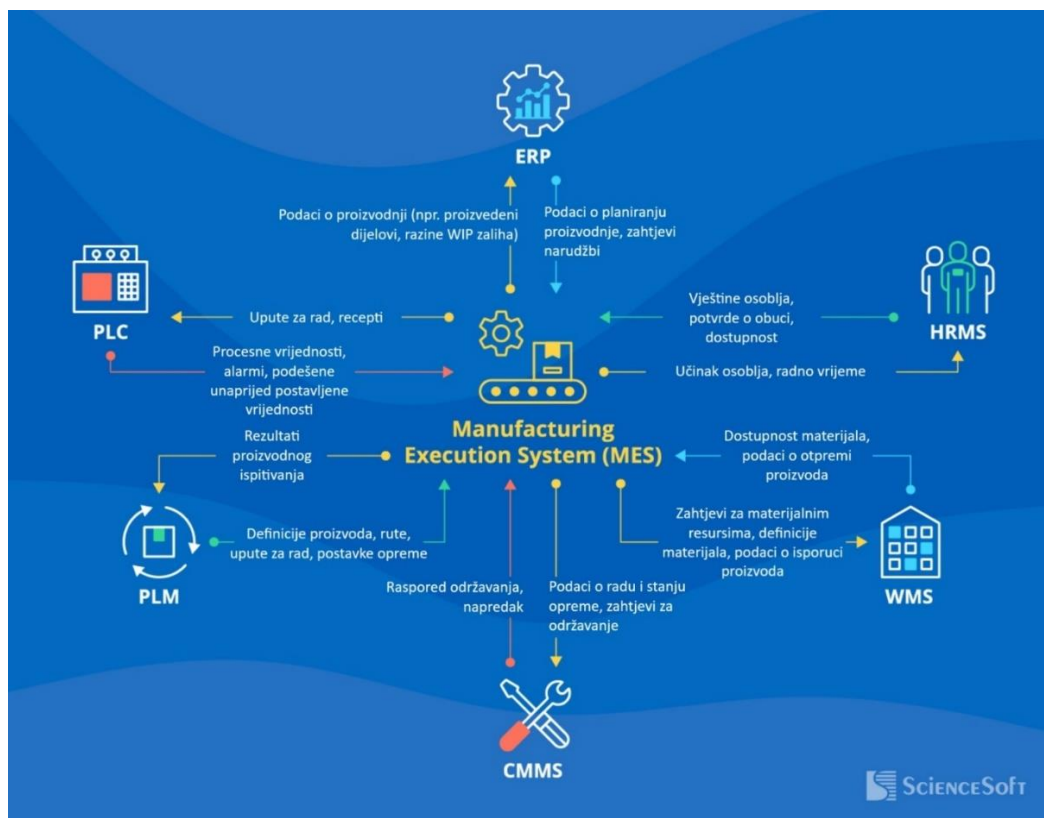 ERP
Podaci o proizvodnji (npr. proizvedeni
dijelovi, razine WIP zaliha)
Podaci o planiranju
proizvodnje, zahtjevi
narudžbi
PLC
Upute za rad, recepti
Procesne vrijednosti,
alarmi, podešene
unaprijed postavljene
vrijednosti
Vještine osoblja,
potvrde o obuci,
dostupnost
HRMS
Učinak osoblja, radno vrijeme
Manufacturing
Execution System (MES)
Rezultati
proizvodnog
ispitivanja
Dostupnost materijala,
podaci o otpremi
proizvoda
PLM
Definicije proizvoda, rute,
upute za rad, postavke opreme
Zahtjevi za materijalnim
resursima, definicije
materijala, podaci o isporuci
proizvoda
WMS
Raspored održavanja,
napredak
Podaci o radu i stanju
opreme, zahtjevi za
održavanje
CMMS
ScienceSoft